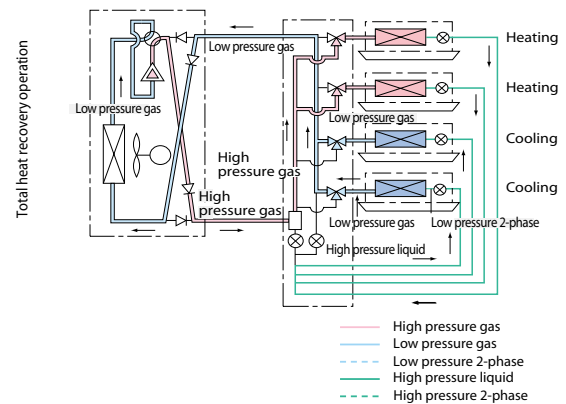 Total heat recovery operation
Low pressure gas
Low pressure gas
High
pressure gas
High
pressure gas
Heating
Heating
Low pressure gas
Cooling
Cooling
Low pressure gas
Low pressure 2-phase
High pressure liquid
High pressure gas
Low pressure gas
Low pressure 2-phase
High pressure liquid
High pressure 2-phase